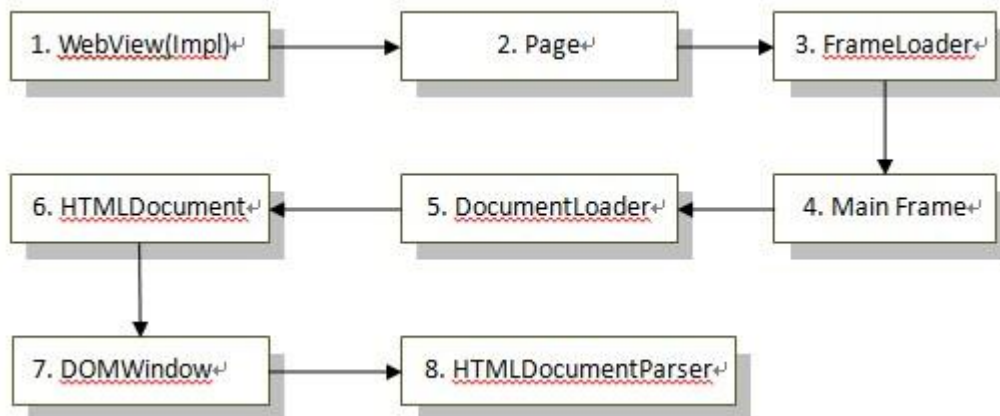 1. WebView(Impl)
2. Page
3. FrameLoader
4. Main Frame
5. DocumentLoader
6. HTMLDocument
7. DOMWindow
8. HTMLDocumentParser